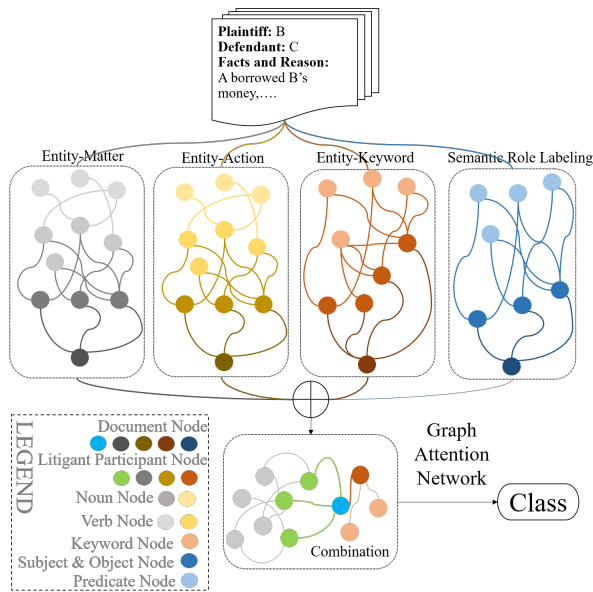 Plaintiff: B
Defendant: C
Facts and Reason:
A borrowed B's
money,....
Entity-Matter
Entity-Action
Entity-Keyword
Semantic Role Labeling
LEGEND
Document Node
Litigant Participant Node
Noun Node
Verb Node
Keyword Node
Subject & Object Node
Predicate Node
Combination
Graph
Attention
Network
Class